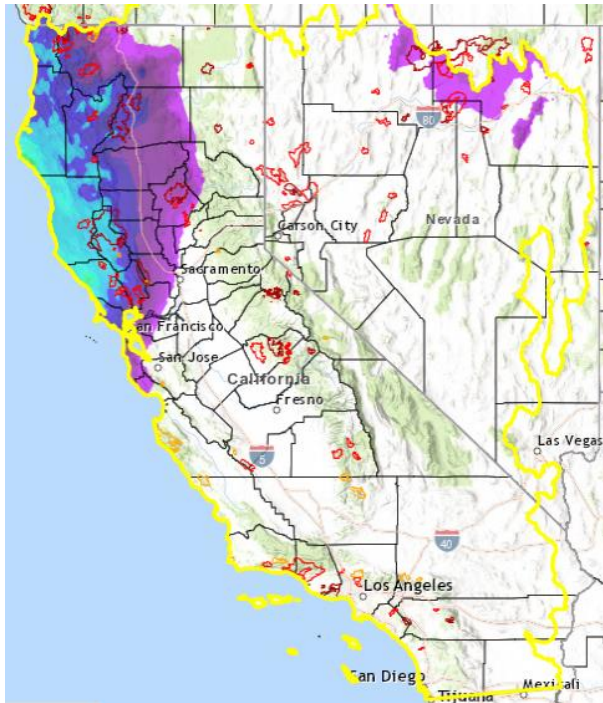 80
Carson City
Nevada
Sacramento
an Francisco
San Jose
California
Fresno
Las Vegas
5
40
Los Angeles
San Diego
Mexicali
Tijuana